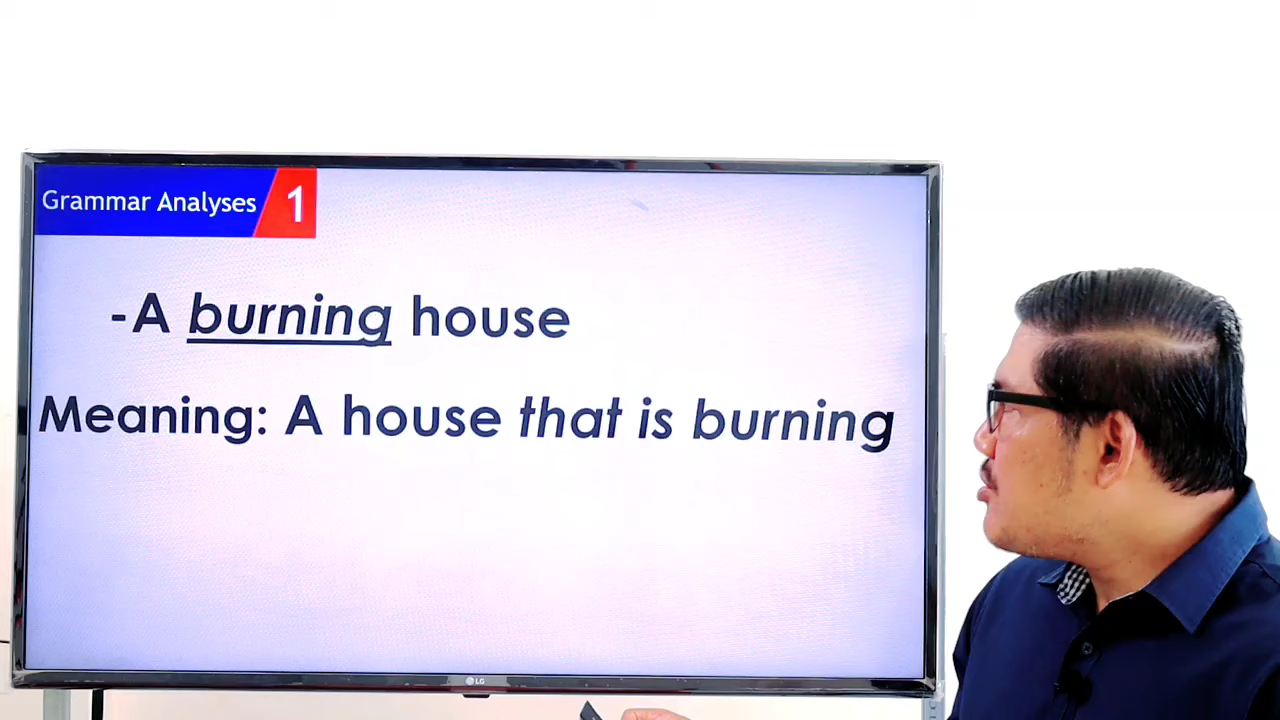 Grammar Analyses 1
-A burning house
Meaning: A house that is burning
LG